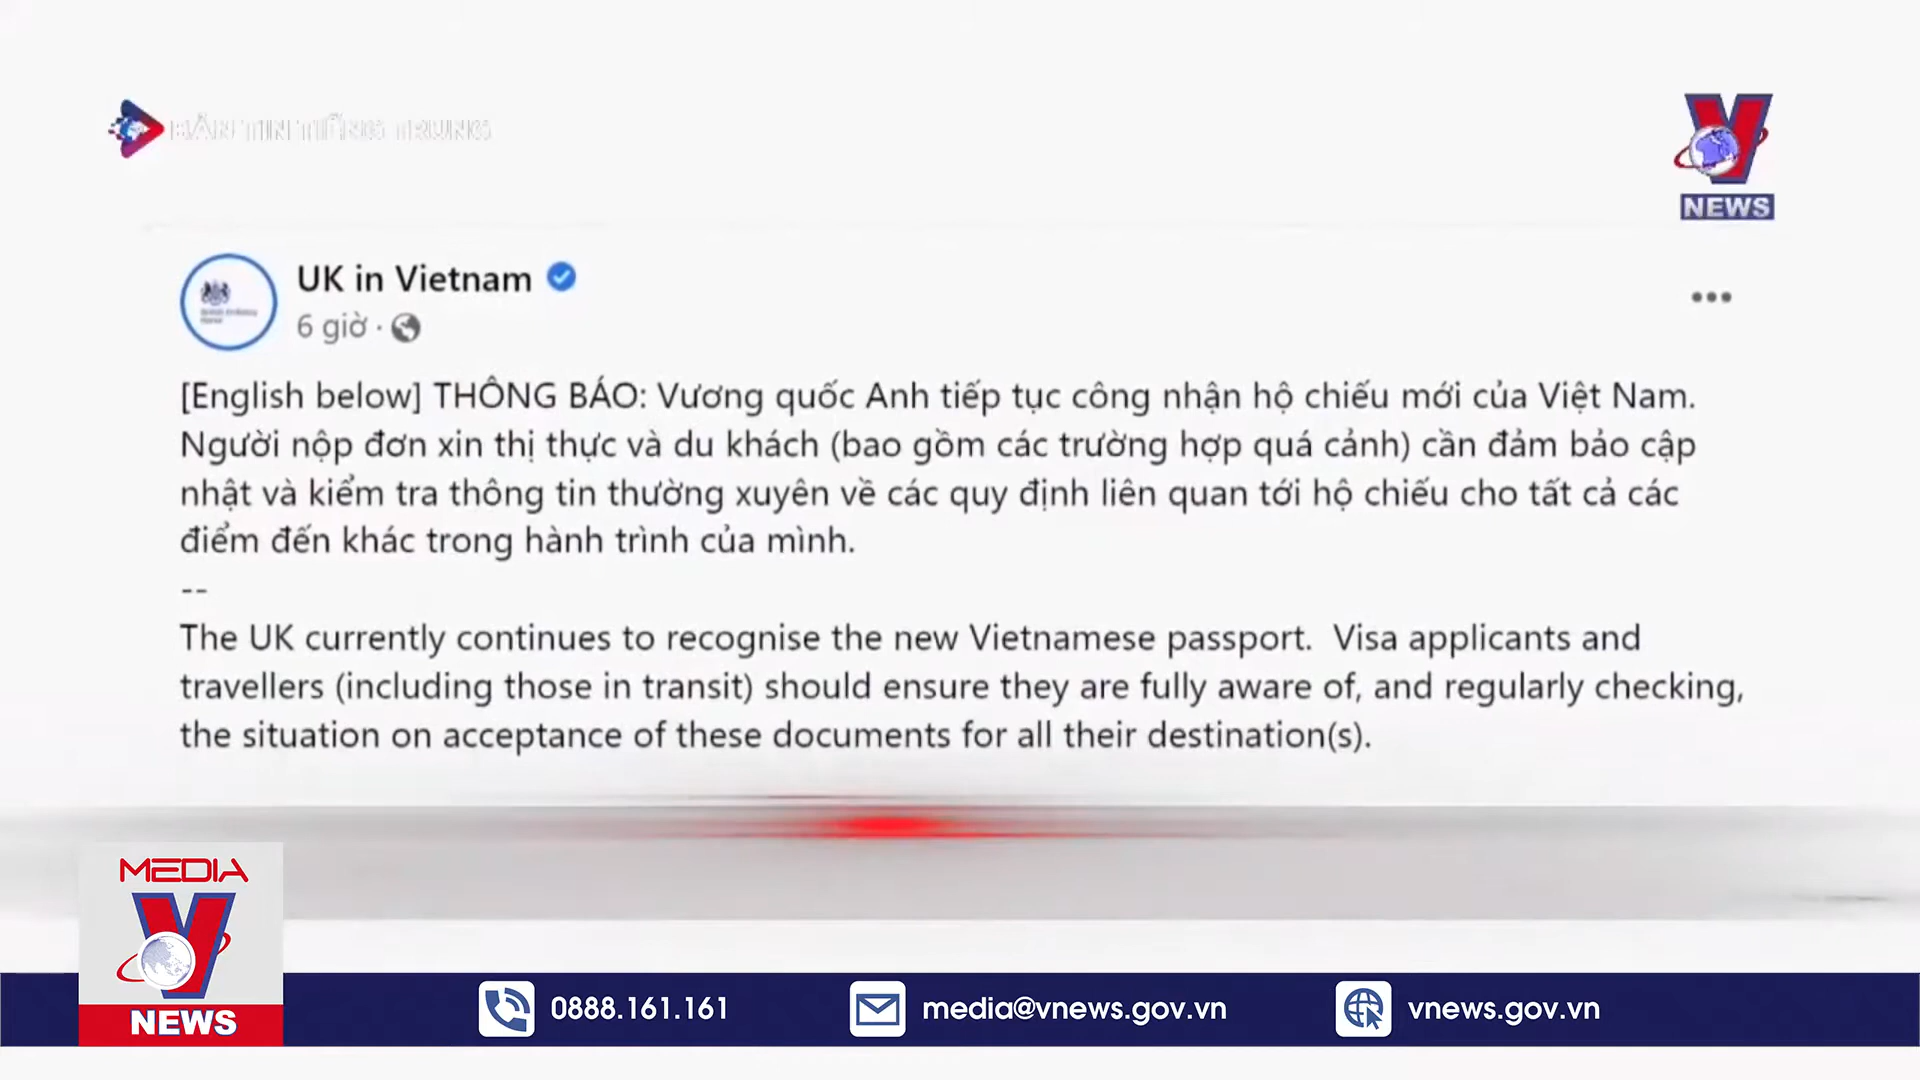 BẢN TIN TIẾNG TRUNG
NEWS
UK in Vietnam
6 giờ ·
[English below] THÔNG BÁO: Vương quốc Anh tiếp tục công nhận hộ chiếu mới của Việt Nam.
Người nộp đơn xin thị thực và du khách (bao gồm các trường hợp quá cảnh) cần đảm bảo cập
nhật và kiểm tra thông tin thường xuyên về các quy định liên quan tới hộ chiếu cho tất cả các
điểm đến khác trong hành trình của mình.
--
The UK currently continues to recognise the new Vietnamese passport. Visa applicants and
travellers (including those in transit) should ensure they are fully aware of, and regularly checking,
the situation on acceptance of these documents for all their destination(s).
MEDIA
NEWS
0888.161.161
media@vnews.gov.vn
vnews.gov.vn